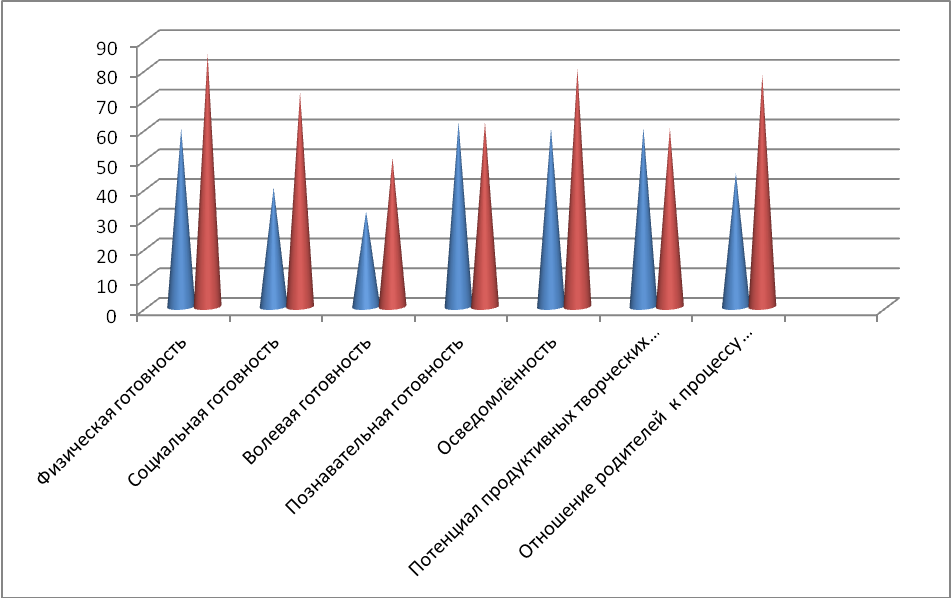 90
80
70
60
50
40
30
20
10
0
Физическая готовность
Социальная готовность
Волевая готовность
Познавательная готовность
Осведомлённость
Потенциал продуктивных творческих...
Отношение родителей к процессу...